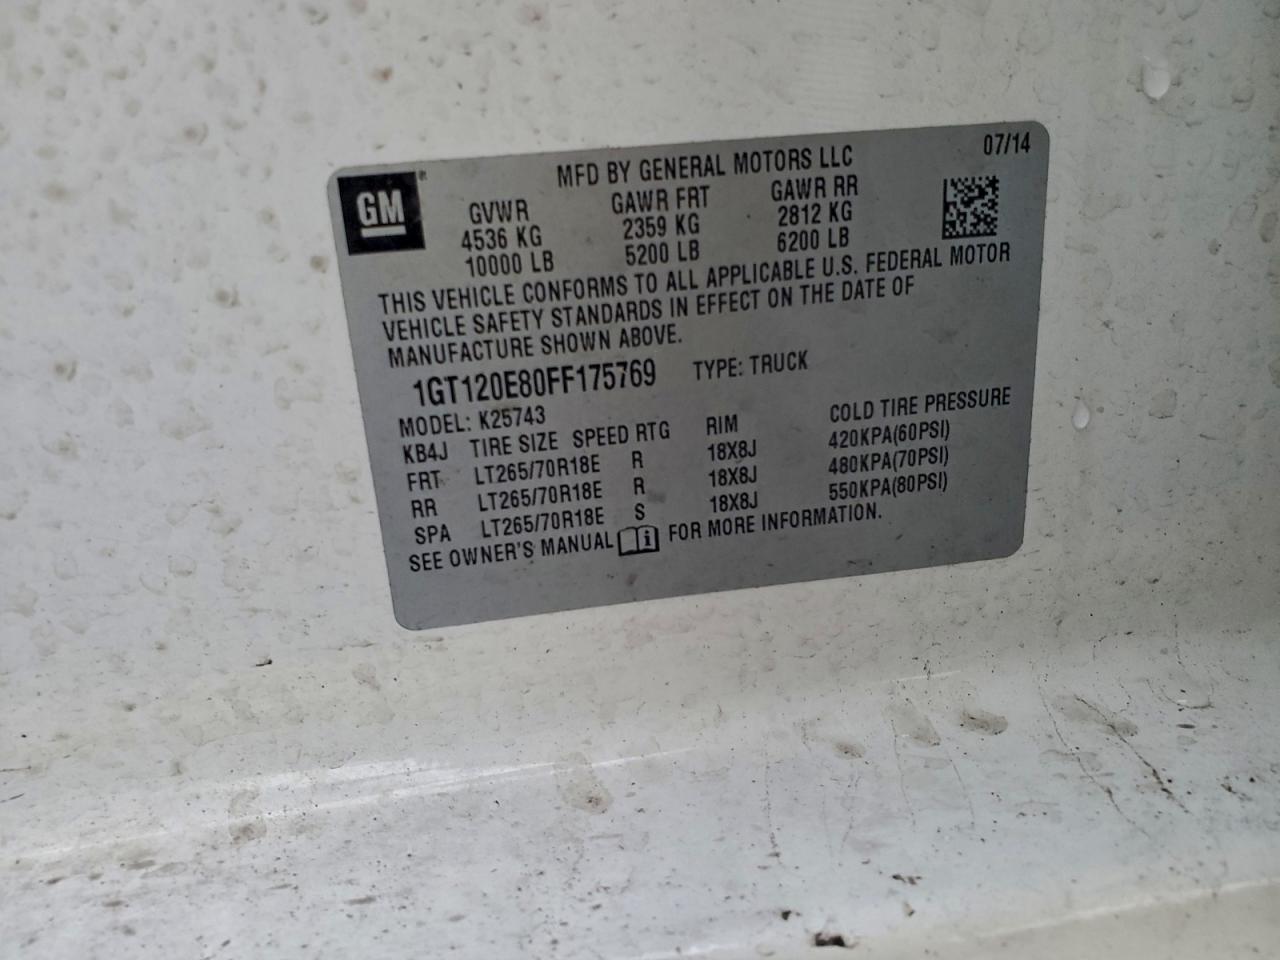 07/14
MFD BY GENERAL MOTORS LLC
GM
GVWR GAWR FRT GAWR RR
4536 KG 2359 KG 2812 KG
10000 LB 5200 LB 6200 LB
THIS VEHICLE CONFORMS TO ALL APPLICABLE U.S. FEDERAL MOTOR
VEHICLE SAFETY STANDARDS IN EFFECT ON THE DATE OF
MANUFACTURE SHOWN ABOVE.
1GT120E80FF175769 TYPE: TRUCK
MODEL: K25743
KB4J TIRE SIZE SPEED RTG RIM COLD TIRE PRESSURE
FRT LT265/70R18E R 18X8J 420KPA(60PSI)
RR LT265/70R18E R 18X8J 480KPA(70PSI)
SPA LT265/70R18E S 18X8J 550KPA(80PSI)
SEE OWNER'S MANUAL FOR MORE INFORMATION.